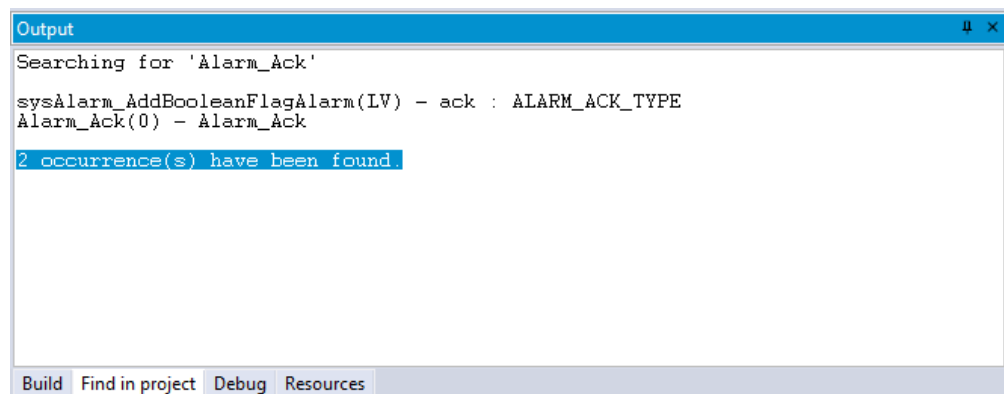 Output
Searching for 'Alarm_Ack'
sysAlarm_AddBooleanFlagAlarm(LV) - ack : ALARM_ACK_TYPE
Alarm_Ack(0) - Alarm_Ack
2 occurrence(s) have been found.
Build Find in project Debug Resources